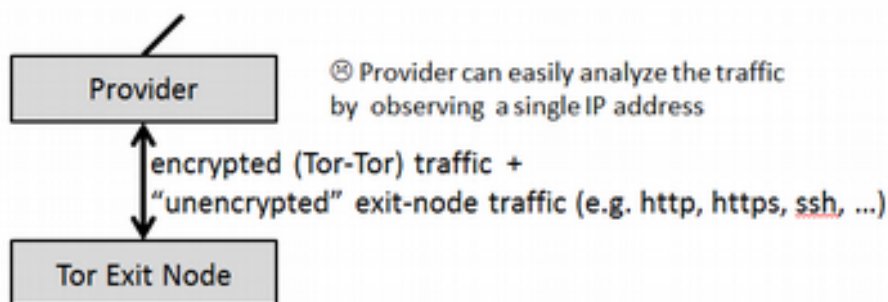 Provider
☹ Provider can easily analyze the traffic
by observing a single IP address
encrypted (Tor-Tor) traffic +
“unencrypted” exit-node traffic (e.g. http, https, ssh, ...)
Tor Exit Node